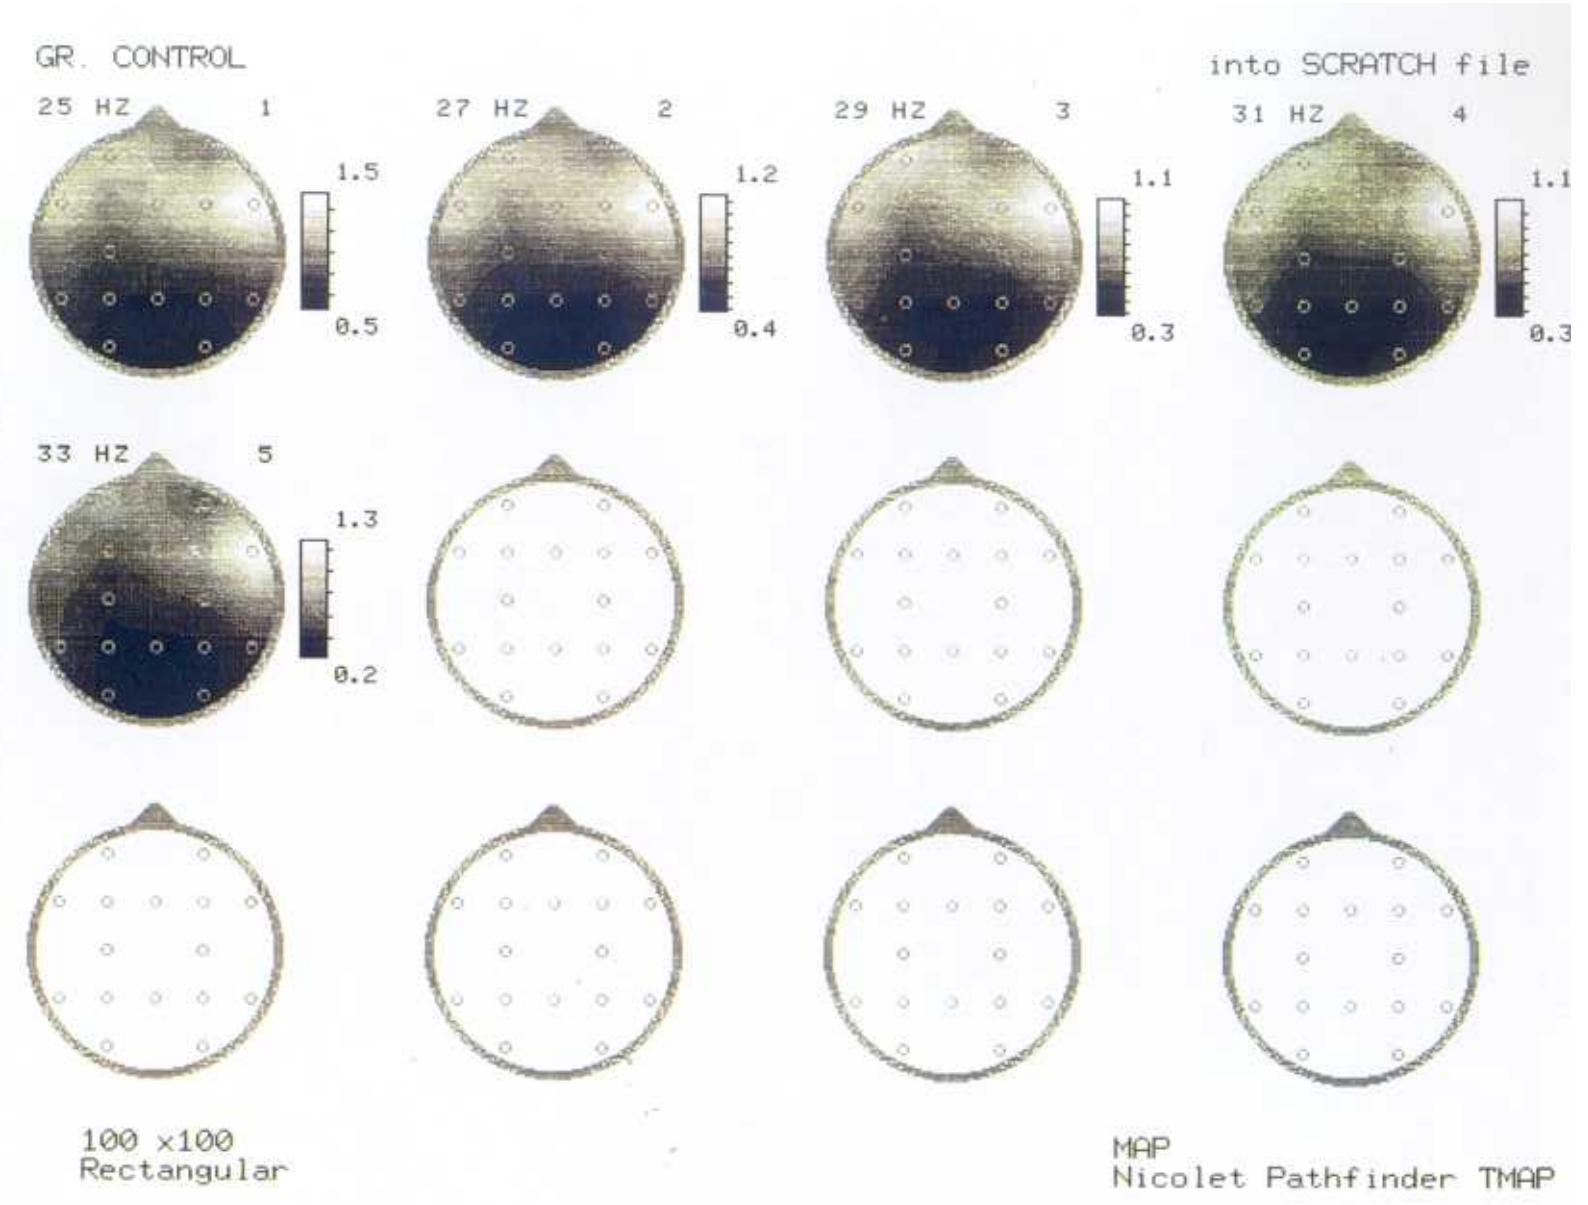 GR. CONTROL
into SCRATCH file
25 HZ 1
27 HZ 2
29 HZ 3
31 HZ 4
1.5
0.5
1.2
0.4
1.1
0.3
1.1
0.3
33 HZ 5
1.3
0.2
100 x100
Rectangular
MAP
Nicolet Pathfinder TMAP